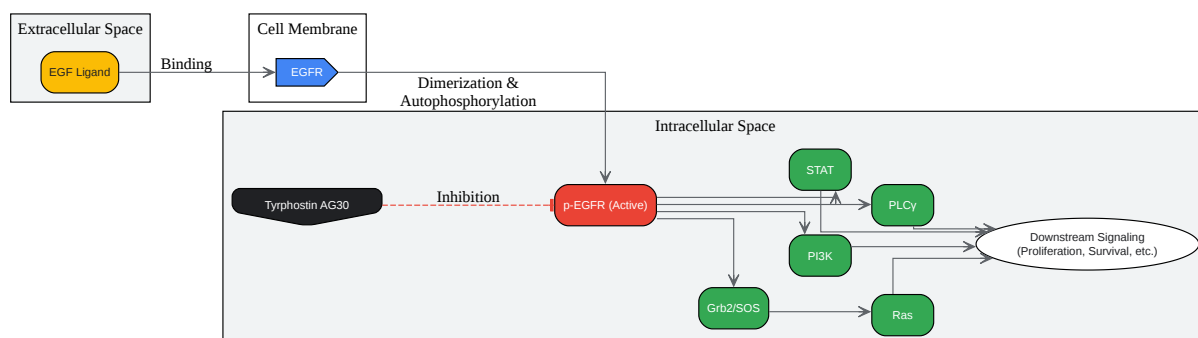 Extracellular Space
Cell Membrane
EGF Ligand
Binding
EGFR
Dimerization &
Autophosphorylation
Intracellular Space
STAT
Tyrphostin AG30
Inhibition
p-EGFR (Active)
PLCγ
Downstream Signaling
(Proliferation, Survival, etc.)
PI3K
Grb2/SOS
Ras